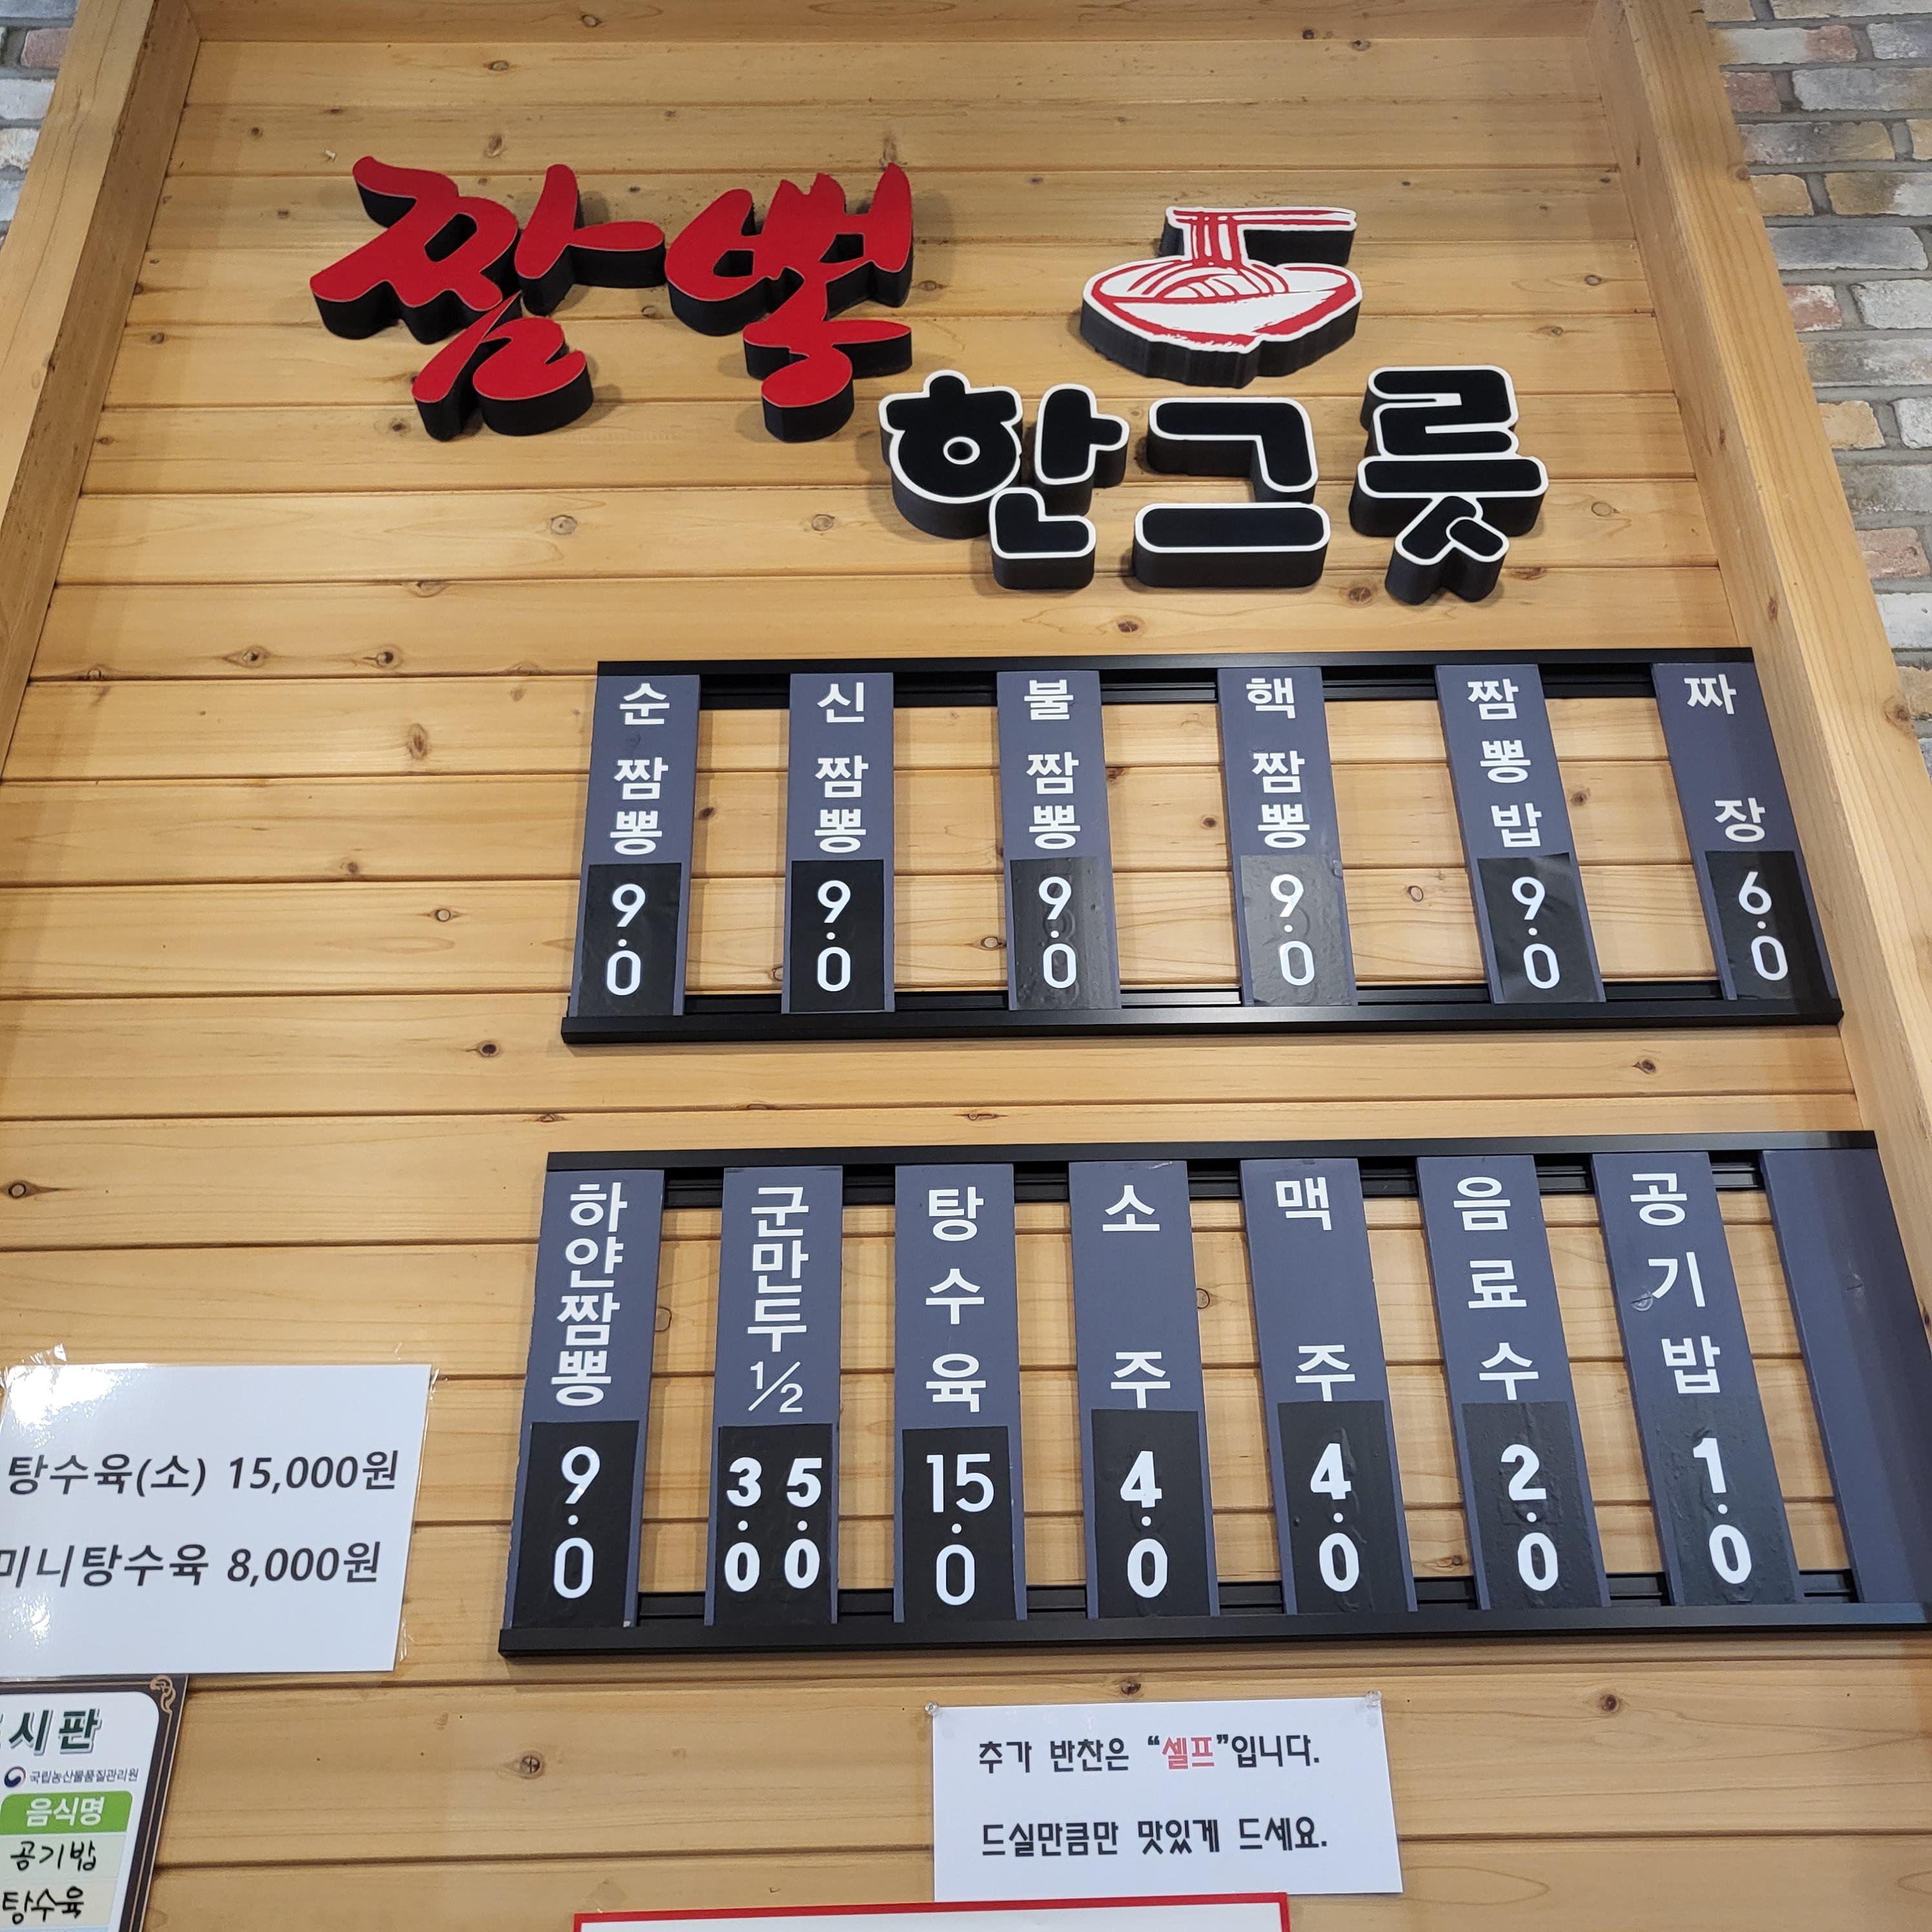 짬뽕
한그릇
순짬뽕 9.0
신짬뽕 9.0
불짬뽕 9.0
핵짬뽕 9.0
짬뽕밥 9.0
짜장 6.0
하얀짬뽕 9.0
군만두 1/2 3.0 5.0
탕수육 15.0
소주 4.0
맥주 4.0
음료수 2.0
공기밥 1.0
탕수육(소) 15,000원
미니탕수육 8,000원
시판
국립농산물품질관리원
음식명
공기밥
탕수육
추가 반찬은 “셀프”입니다.
드실만큼만 맛있게 드세요.